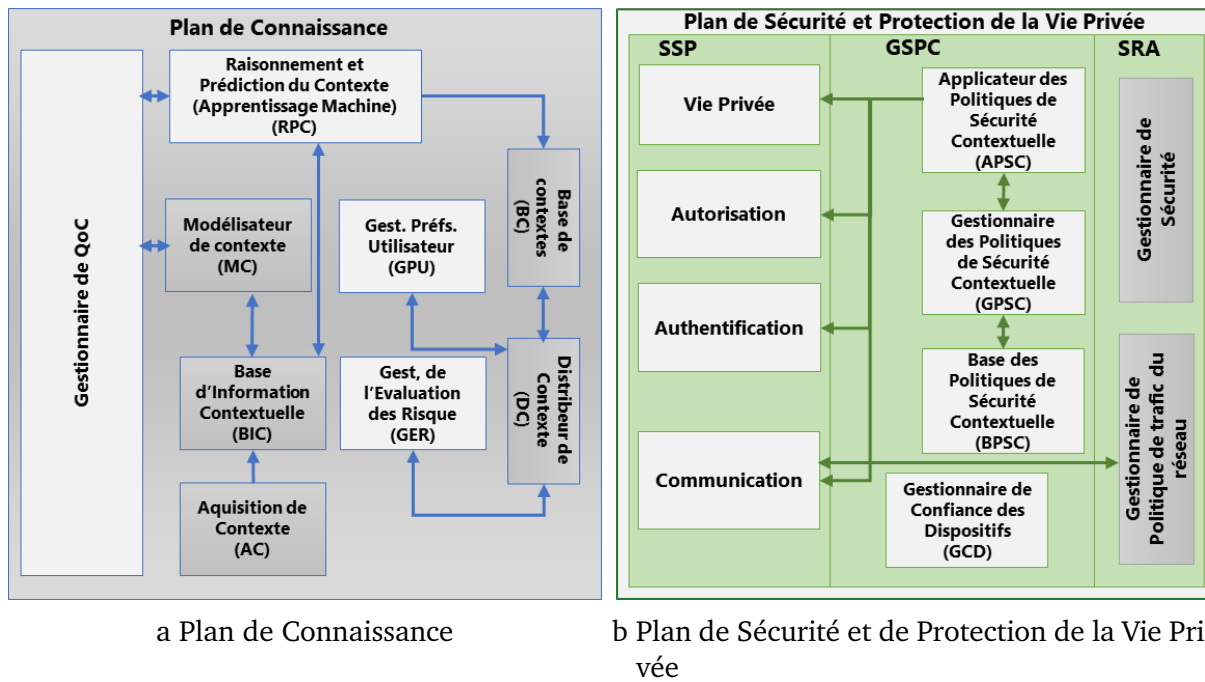 Plan de Connaissance
Gestionnaire de QoC
Raisonnement et
Prédiction du Contexte
(Apprentissage Machine)
(RPC)
Modélisateur
de contexte
(MC)
Gest. Préfs.
Utilisateur
(GPU)
Base de
contextes
(BC)
Base
d'Information
Contextuelle
(BIC)
Gest, de
l'Evaluation
des Risque
(GER)
Distribeur de
Contexte
(DC)
Aquisition de
Contexte
(AC)
a Plan de Connaissance
Plan de Sécurité et Protection de la Vie Privée
SSP
GSPC
SRA
Vie Privée
Autorisation
Authentification
Communication
Applicateur des
Politiques de
Sécurité
Contextuelle
(APSC)
Gestionnaire
des Politiques
de Sécurité
Contextuelle
(GPSC)
Base des
Politiques de
Sécurité
Contextuelle
(BPSC)
Gestionnaire de
Confiance des
Dispositifs
(GCD)
Gestionnaire de
Sécurité
Gestionnaire de
Politique de trafic du
réseau
b Plan de Sécurité et de Protection de la Vie Pri
vée